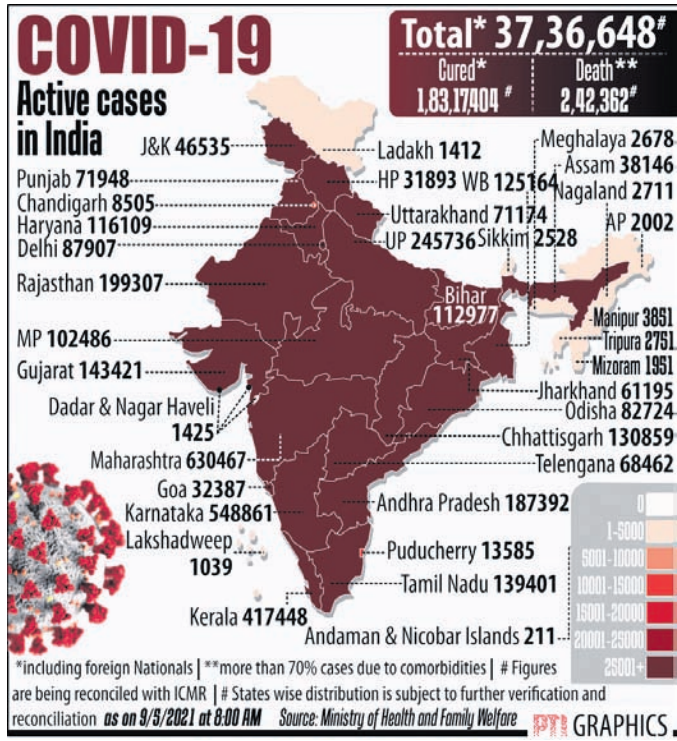 COVID-19
Active cases
in India
Total* 37,36,648#
Cured*
1,83,17,404 #
Death**
2,42,362#
J&K 46535
Ladakh 1412
Meghalaya 2678
Assam 38146
Punjab 71948
HP 31893
WB 125164
Nagaland 2711
Chandigarh 8505
Uttarakhand 71174
AP 2002
Haryana 116109
Delhi 87907
UP 245736
Sikkim 2528
Rajasthan 199307
Bihar
112977
Manipur 3851
MP 102486
Tripura 2751
Mizoram 1951
Gujarat 143421
Jharkhand 61195
Dadar & Nagar Haveli
1425
Odisha 82724
Chhattisgarh 130859
Maharashtra 630467
Telengana 68462
Goa 32387
Andhra Pradesh 187392
Karnataka 548861
Lakshadweep
1039
Puducherry 13585
Tamil Nadu 139401
Kerala 417448
Andaman & Nicobar Islands 211
0
1-5000
5001-10000
10001-15000
15001-20000
20001-25000
25001+
*including foreign Nationals | **more than 70% cases due to comorbidities | # Figures
are being reconciled with ICMR | # States wise distribution is subject to further verification and
reconciliation as on 9/5/2021 at 8:00 AM Source: Ministry of Health and Family Welfare
PTI GRAPHICS